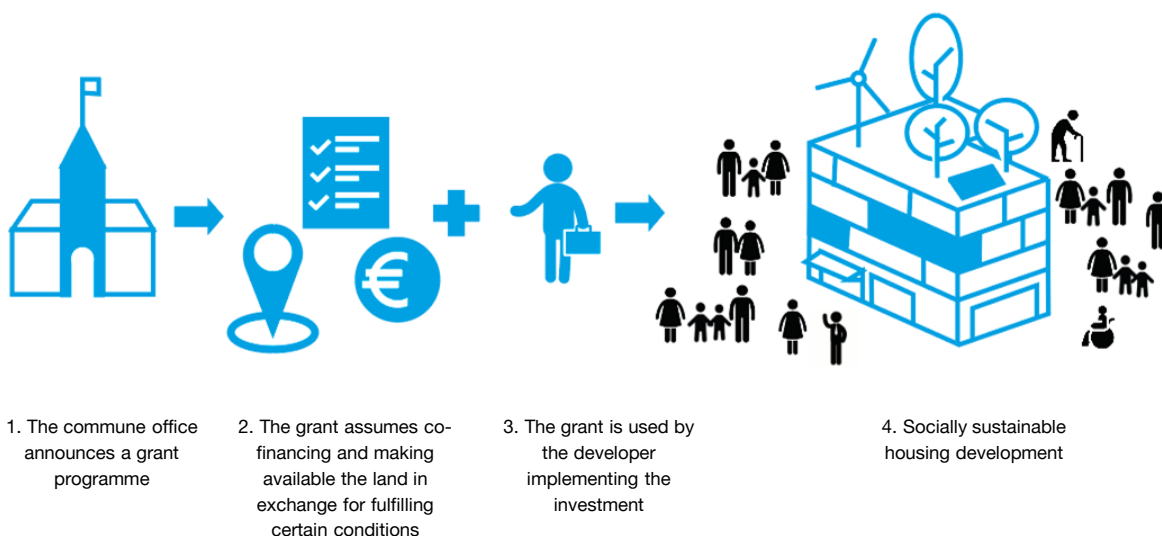 €
1. The commune office
announces a grant
programme
2. The grant assumes co-
financing and making
available the land in
exchange for fulfilling
certain conditions
3. The grant is used by
the developer
implementing the
investment
4. Socially sustainable
housing development